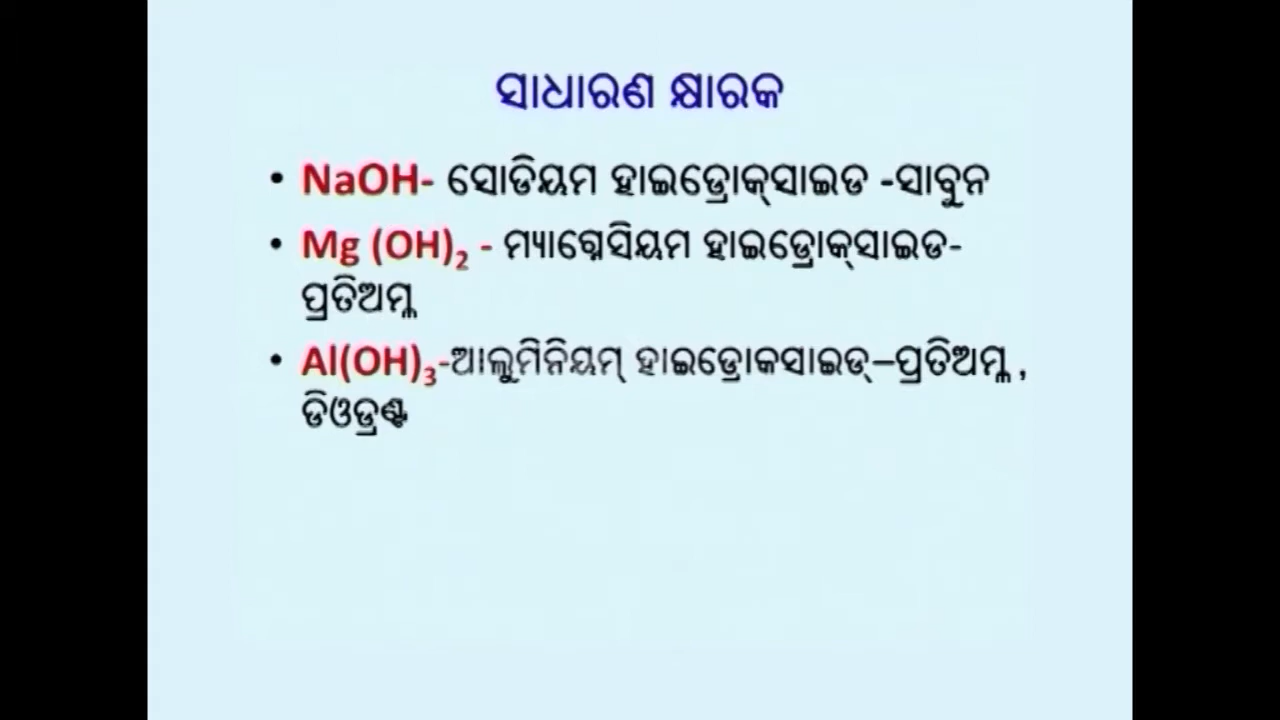 ସାଧାରଣ କ୍ଷାରକ
• NaOH- ସୋଡିୟମ ହାଇଡ୍ରୋକ୍‌ସାଇଡ -ସାବୁନ
• Mg (OH)₂ - ମ୍ୟାଗ୍ନେସିୟମ ହାଇଡ୍ରୋକ୍‌ସାଇଡ-
ପ୍ରତିଅମ୍ଳ
• Al(OH)₃-ଆଲୁମିନିୟମ୍ ହାଇଡ୍ରୋକସାଇଡ୍–ପ୍ରତିଅମ୍ଳ ,
ଡିଓଡ୍ରଣ୍ଟ